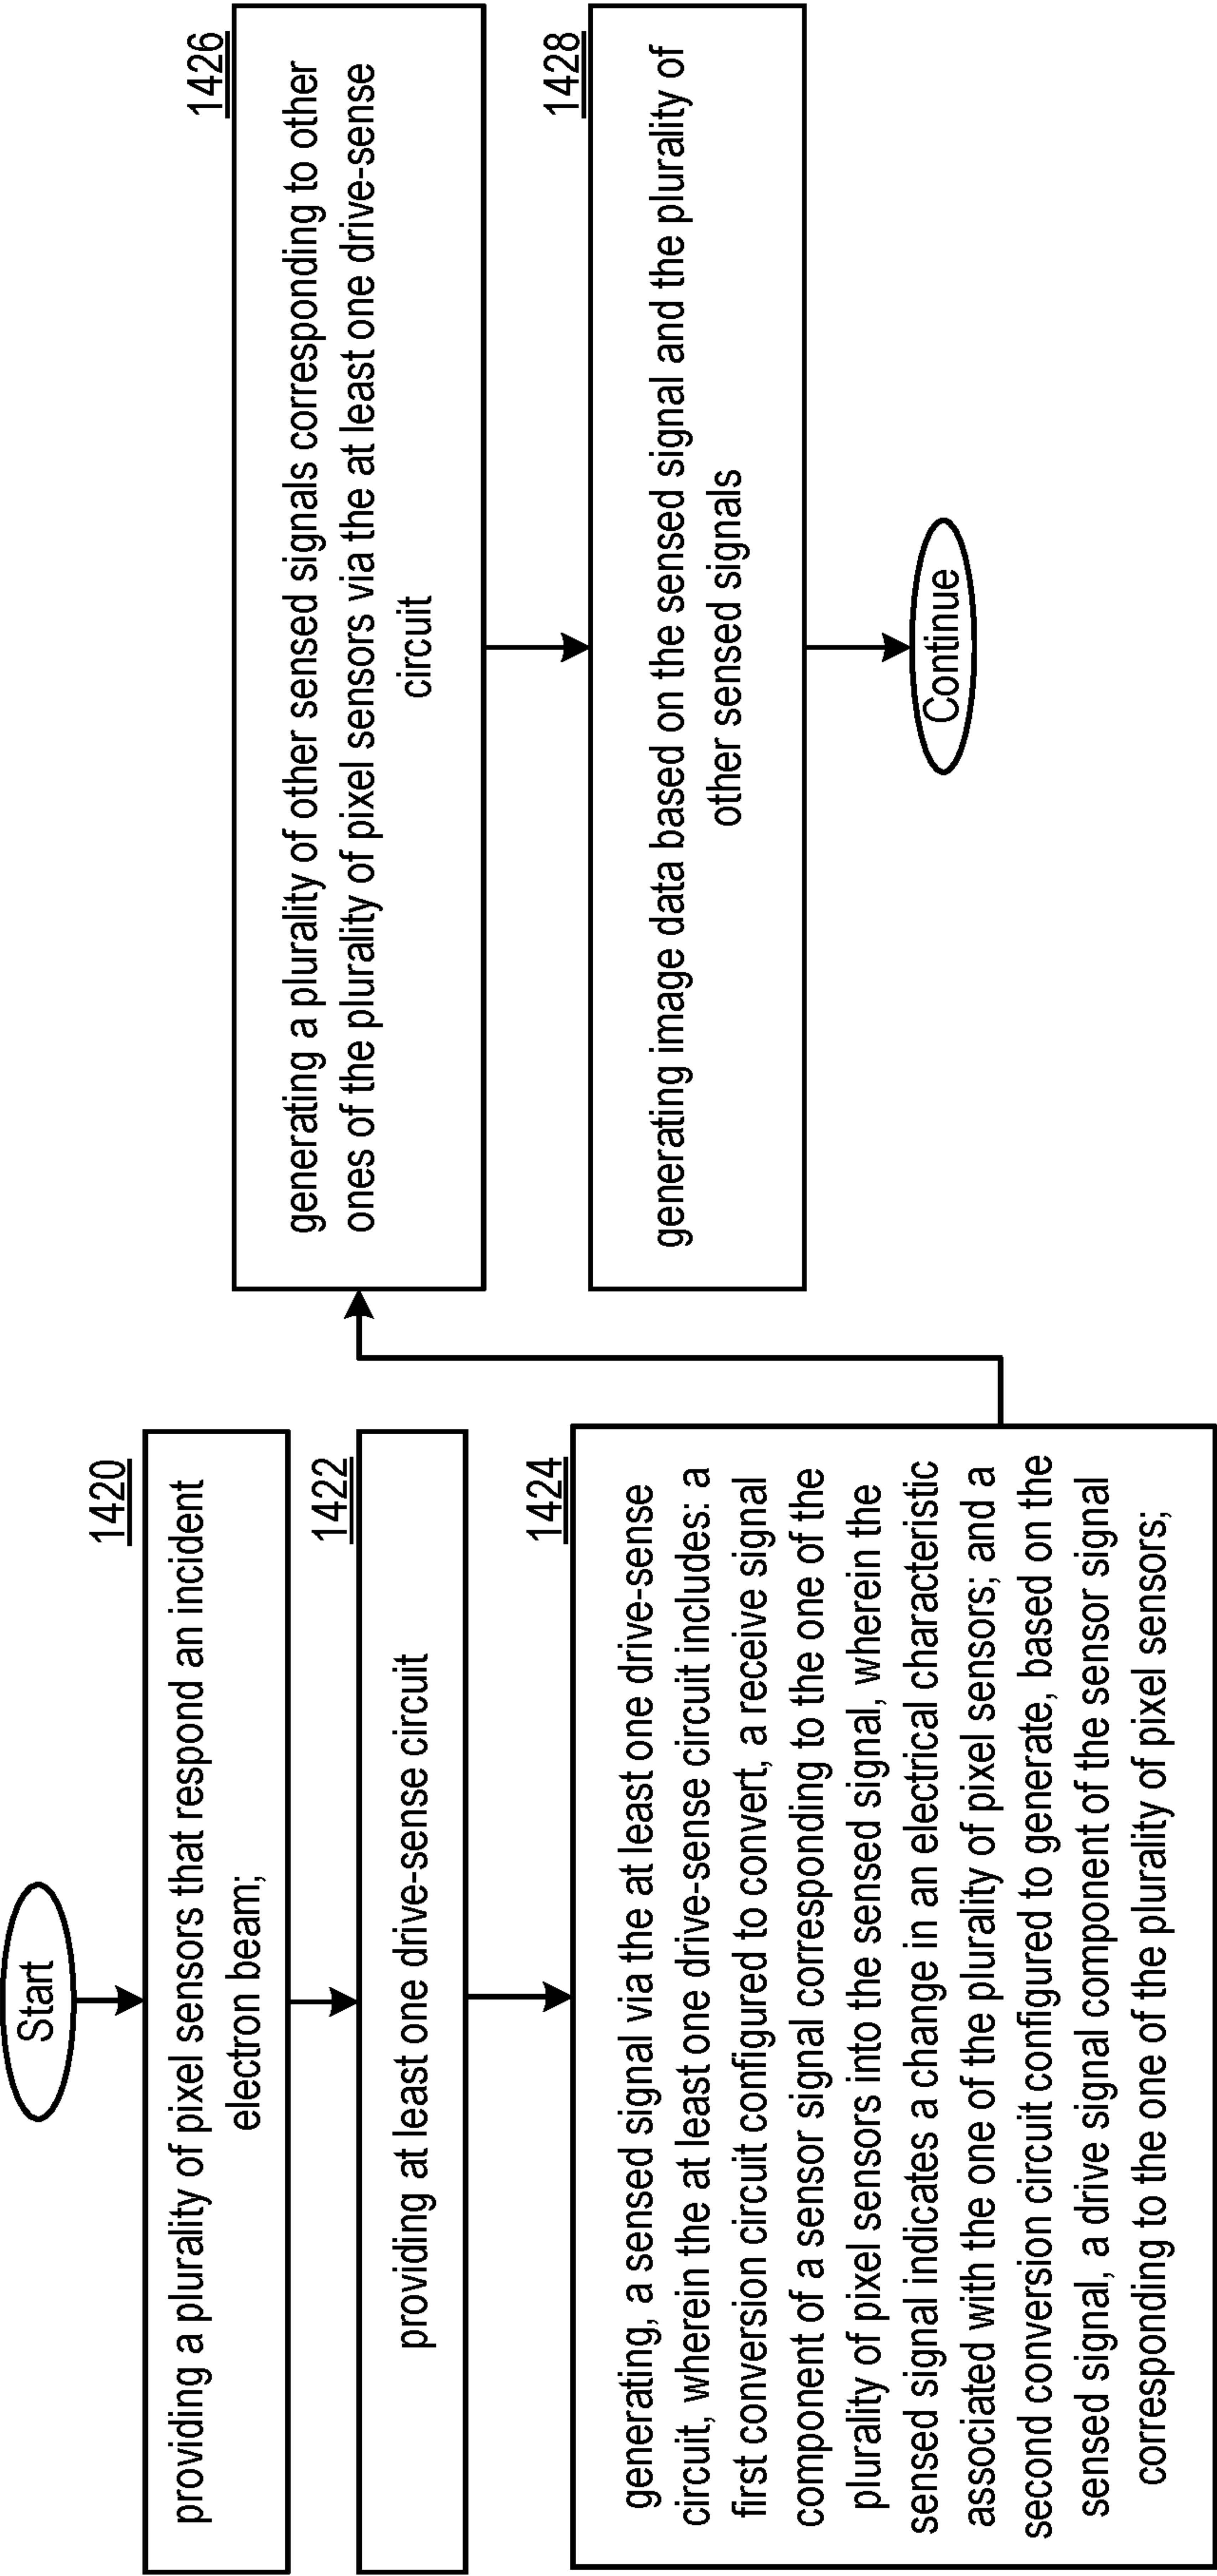 Start
1420
providing a plurality of pixel sensors that respond an incident
electron beam;
1422
providing at least one drive-sense circuit
1424
generating, a sensed signal via the at least one drive-sense
circuit, wherein the at least one drive-sense circuit includes: a
first conversion circuit configured to convert, a receive signal
component of a sensor signal corresponding to the one of the
plurality of pixel sensors into the sensed signal, wherein the
sensed signal indicates a change in an electrical characteristic
associated with the one of the plurality of pixel sensors; and a
second conversion circuit configured to generate, based on the
sensed signal, a drive signal component of the sensor signal
corresponding to the one of the plurality of pixel sensors;
1426
generating a plurality of other sensed signals corresponding to other
ones of the plurality of pixel sensors via the at least one drive-sense
circuit
1428
generating image data based on the sensed signal and the plurality of
other sensed signals
Continue